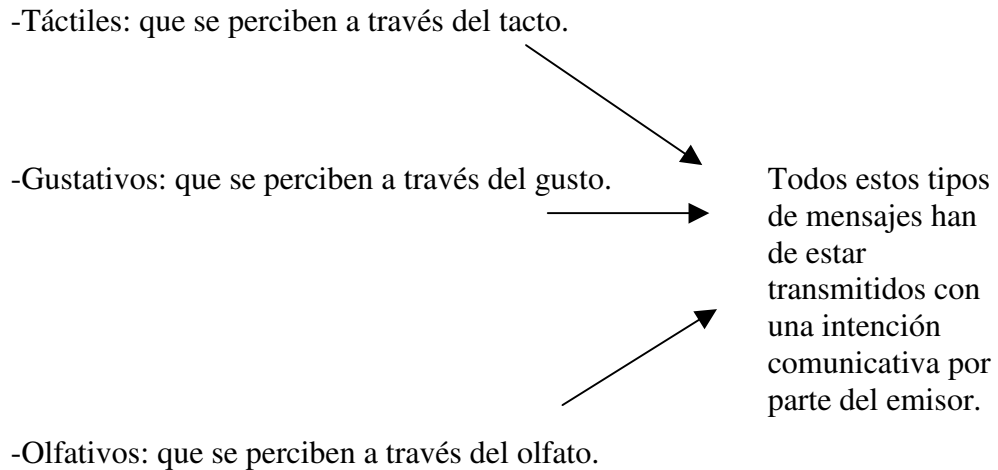 -Táctiles: que se perciben a través del tacto.
-Gustativos: que se perciben a través del gusto.
Todos estos tipos
de mensajes han
de estar
transmitidos con
una intención
comunicativa por
parte del emisor.
-Olfativos: que se perciben a través del olfato.